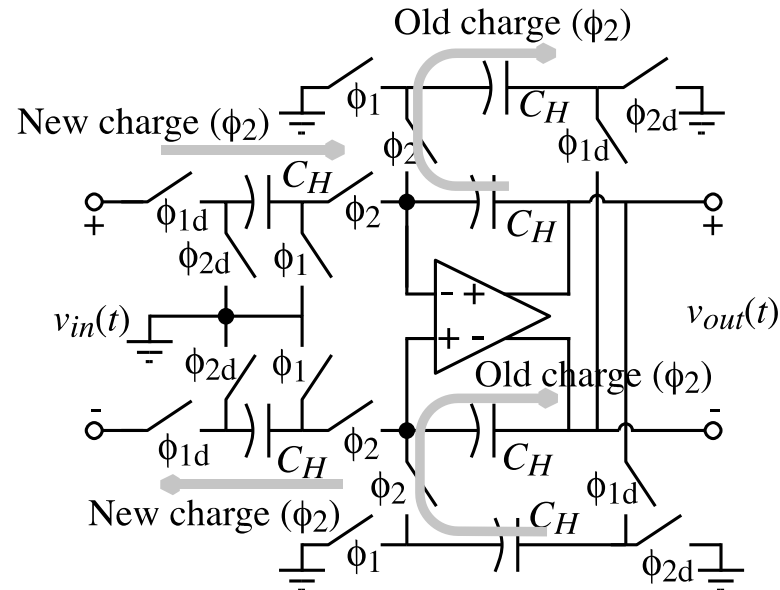 Old charge (ϕ2)
ϕ1
CH
ϕ2d
New charge (ϕ2)
ϕ2
ϕ1d
CH
ϕ1d
ϕ2
CH
+
+
ϕ2d
ϕ1
- +
vin(t)
vout(t)
+ -
ϕ2d
ϕ1
Old charge (ϕ2)
-
-
ϕ1d
CH
ϕ2
CH
ϕ2
ϕ1d
New charge (ϕ2)
CH
ϕ1
ϕ2d